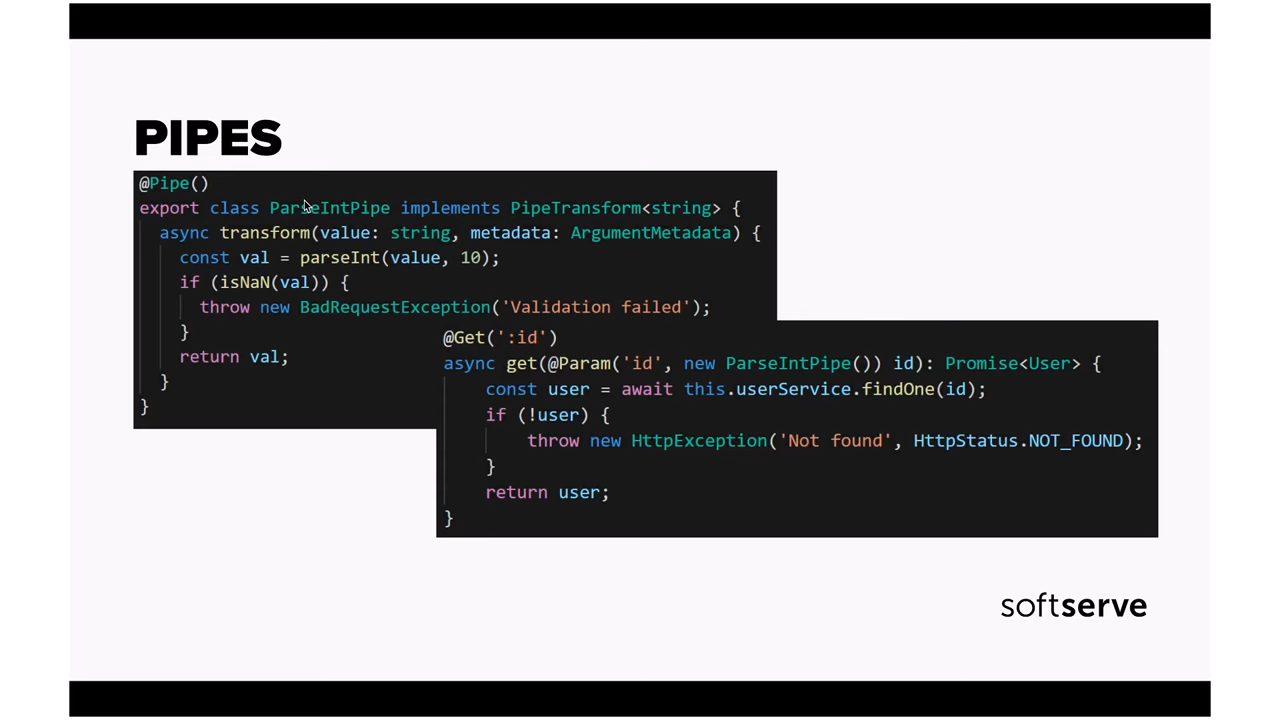 PIPES
@Pipe()
export class ParseIntPipe implements PipeTransform<string> {
async transform(value: string, metadata: ArgumentMetadata) {
const val = parseInt(value, 10);
if (isNaN(val)) {
throw new BadRequestException('Validation failed');
}
return val;
}
}
@Get(':id')
async get(@Param('id', new ParseIntPipe()) id): Promise<User> {
const user = await this.userService.findOne(id);
if (!user) {
throw new HttpException('Not found', HttpStatus.NOT_FOUND);
}
return user;
}
softserve